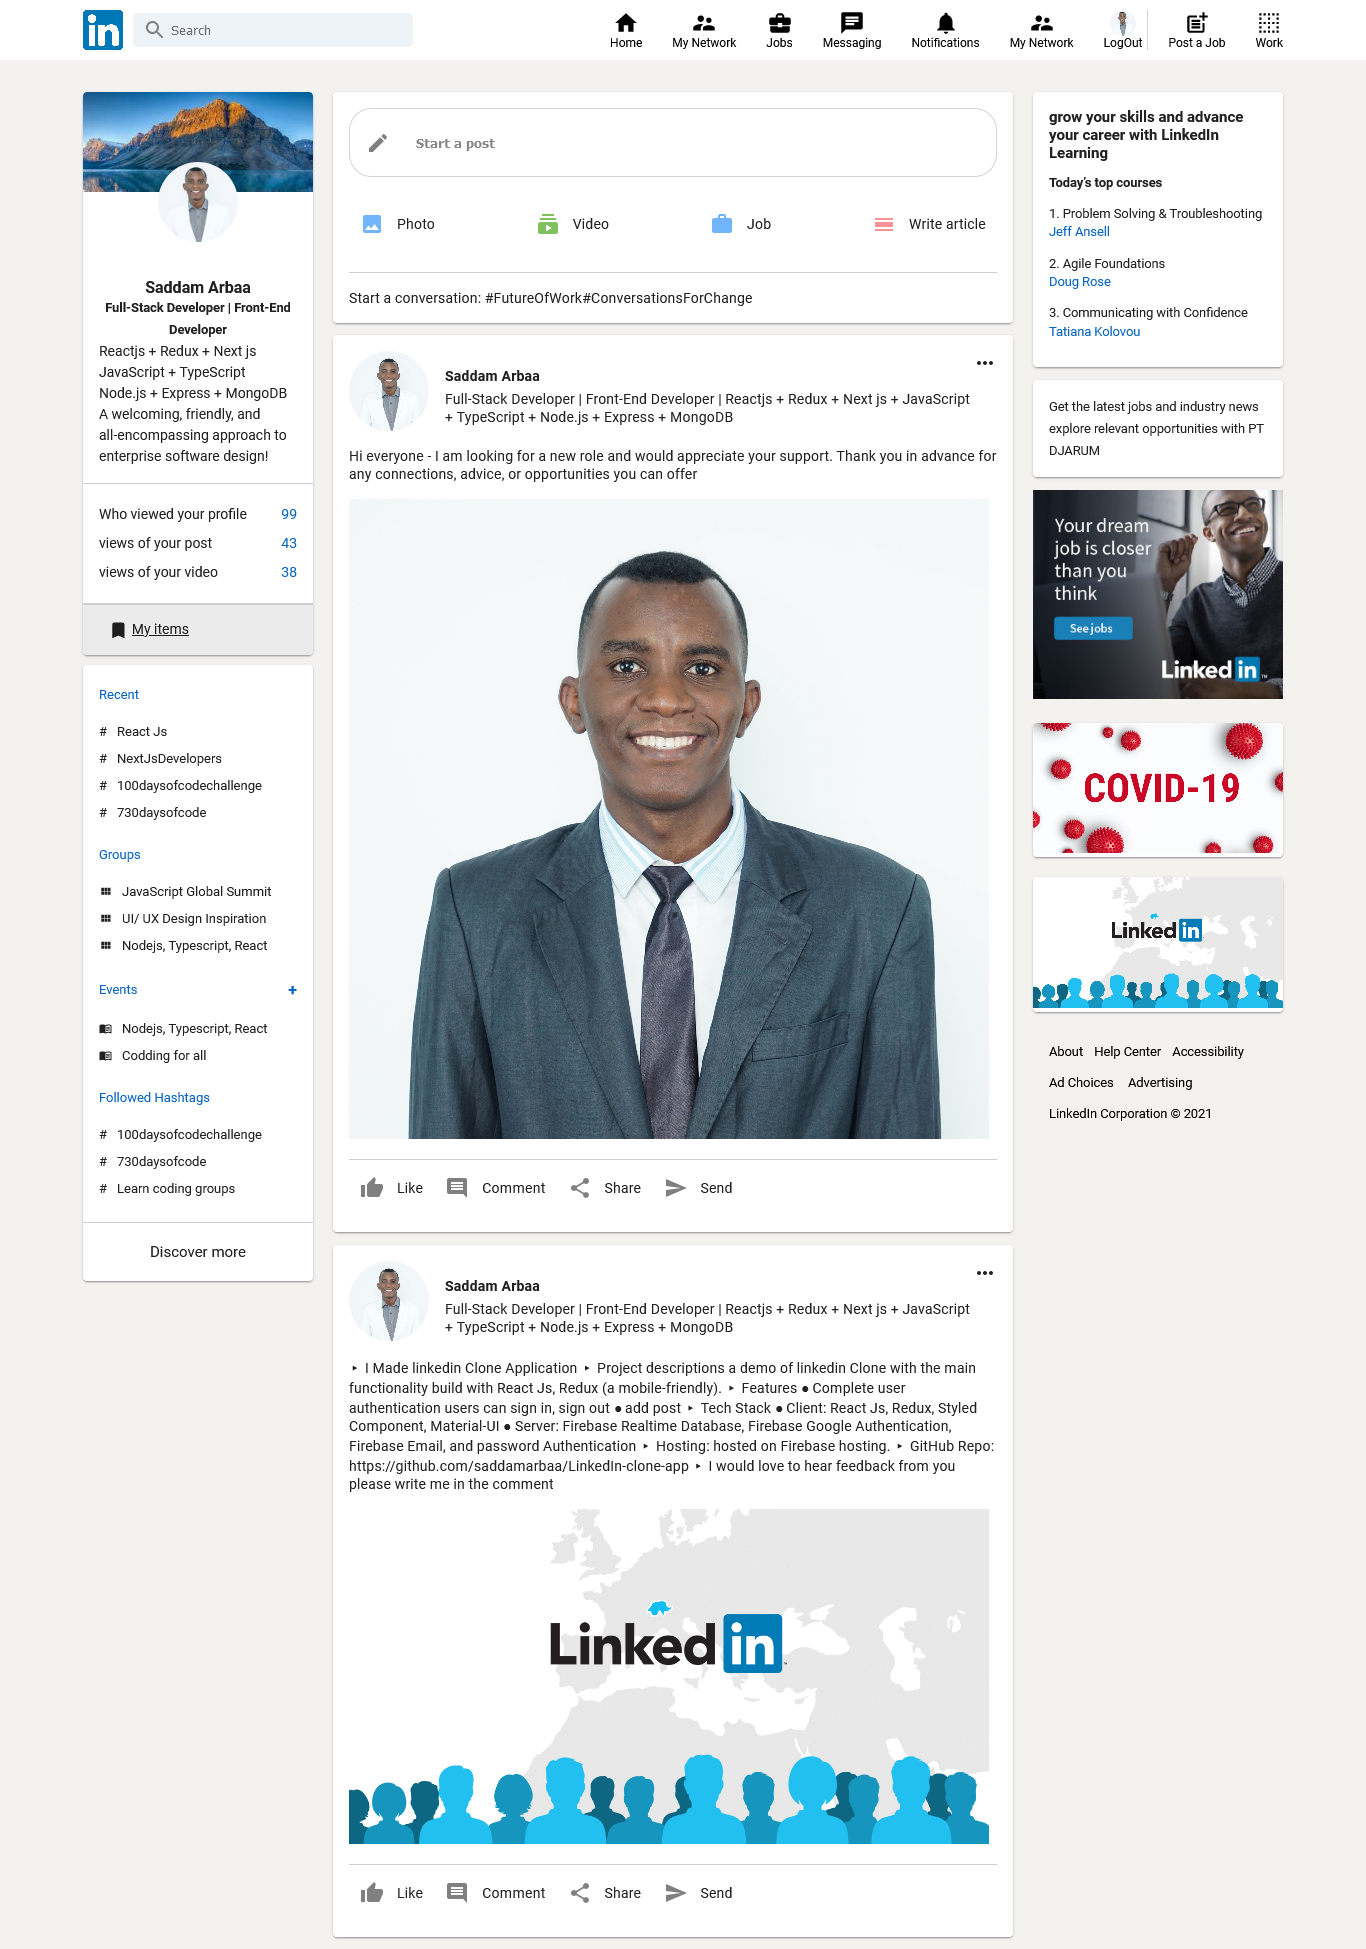 in
Search
Home
My Network
Jobs
Messaging
Notifications
My Network
LogOut
Post a Job
Work
Saddam Arbaa
Full-Stack Developer | Front-End
Developer
Reactjs + Redux + Next js
JavaScript + TypeScript
Node.js + Express + MongoDB
A welcoming, friendly, and
all-encompassing approach to
enterprise software design!
Who viewed your profile 99
views of your post 43
views of your video 38
My items
Recent
# React Js
# NextJsDevelopers
# 100daysofcodechallenge
# 730daysofcode
Groups
JavaScript Global Summit
UI/ UX Design Inspiration
Nodejs, Typescript, React
Events +
Nodejs, Typescript, React
Codding for all
Followed Hashtags
# 100daysofcodechallenge
# 730daysofcode
# Learn coding groups
Discover more
Start a post
Photo
Video
Job
Write article
Start a conversation: #FutureOfWork#ConversationsForChange
Saddam Arbaa
Full-Stack Developer | Front-End Developer | Reactjs + Redux + Next js + JavaScript
+ TypeScript + Node.js + Express + MongoDB
Hi everyone - I am looking for a new role and would appreciate your support. Thank you in advance for
any connections, advice, or opportunities you can offer
Like
Comment
Share
Send
Saddam Arbaa
Full-Stack Developer | Front-End Developer | Reactjs + Redux + Next js + JavaScript
+ TypeScript + Node.js + Express + MongoDB
‣ I Made linkedin Clone Application ‣ Project descriptions a demo of linkedin Clone with the main
functionality build with React Js, Redux (a mobile-friendly). ‣ Features ● Complete user
authentication users can sign in, sign out ● add post ‣ Tech Stack ● Client: React Js, Redux, Styled
Component, Material-UI ● Server: Firebase Realtime Database, Firebase Google Authentication,
Firebase Email, and password Authentication ‣ Hosting: hosted on Firebase hosting. ‣ GitHub Repo:
https://github.com/saddamarbaa/LinkedIn-clone-app ‣ I would love to hear feedback from you
please write me in the comment
Linked in ™
Like
Comment
Share
Send
grow your skills and advance
your career with LinkedIn
Learning
Today's top courses
1. Problem Solving & Troubleshooting
Jeff Ansell
2. Agile Foundations
Doug Rose
3. Communicating with Confidence
Tatiana Kolovou
Get the latest jobs and industry news
explore relevant opportunities with PT
DJARUM
Your dream
job is closer
than you
think
See jobs
Linked in ™
COVID-19
Linked in
About Help Center Accessibility
Ad Choices Advertising
LinkedIn Corporation © 2021